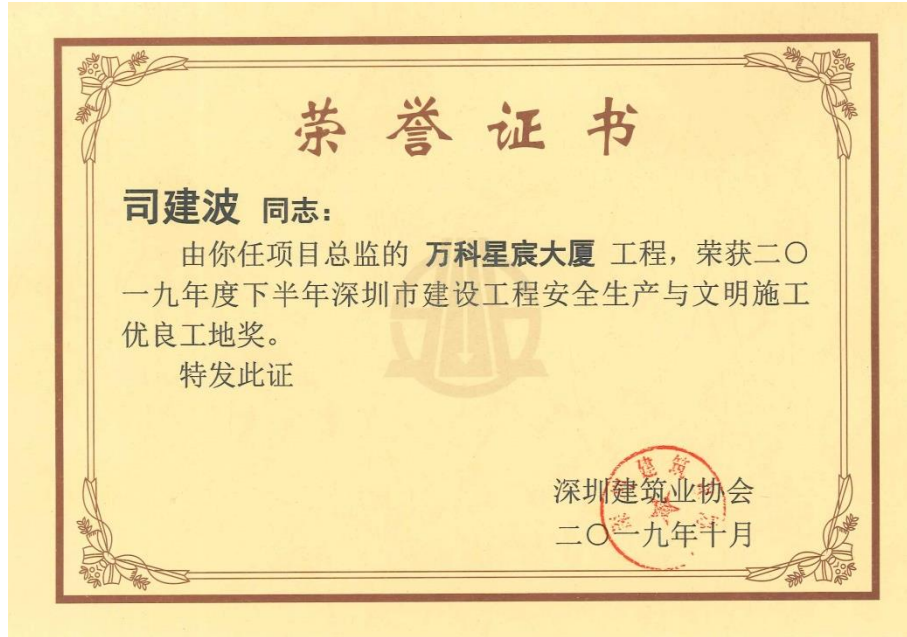 荣誉证书
司建波 同志：
由你任项目总监的 万科星宸大厦 工程，荣获二〇
一九年度下半年深圳市建设工程安全生产与文明施工
优良工地奖。
特发此证
深圳建筑业协会
二〇一九年十月